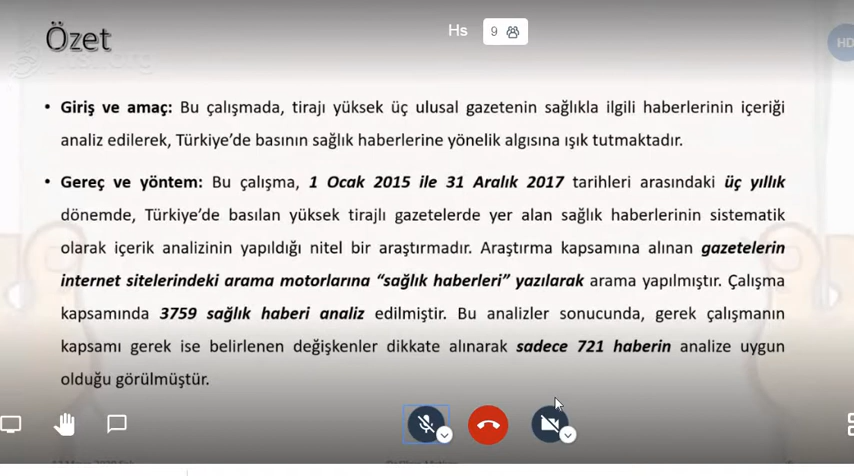 Özet
Hs
9
HD
• Giriş ve amaç: Bu çalışmada, tirajı yüksek üç ulusal gazetenin sağlıkla ilgili haberlerinin içeriği
analiz edilerek, Türkiye’de basının sağlık haberlerine yönelik algısına ışık tutmaktadır.
• Gereç ve yöntem: Bu çalışma, 1 Ocak 2015 ile 31 Aralık 2017 tarihleri arasındaki üç yıllık
dönemde, Türkiye’de basılan yüksek tirajlı gazetelerde yer alan sağlık haberlerinin sistematik
olarak içerik analizinin yapıldığı nitel bir araştırmadır. Araştırma kapsamına alınan gazetelerin
internet sitelerindeki arama motorlarına “sağlık haberleri” yazılarak arama yapılmıştır. Çalışma
kapsamında 3759 sağlık haberi analiz edilmiştir. Bu analizler sonucunda, gerek çalışmanın
kapsamı gerek ise belirlenen değişkenler dikkate alınarak sadece 721 haberin analize uygun
olduğu görülmüştür.